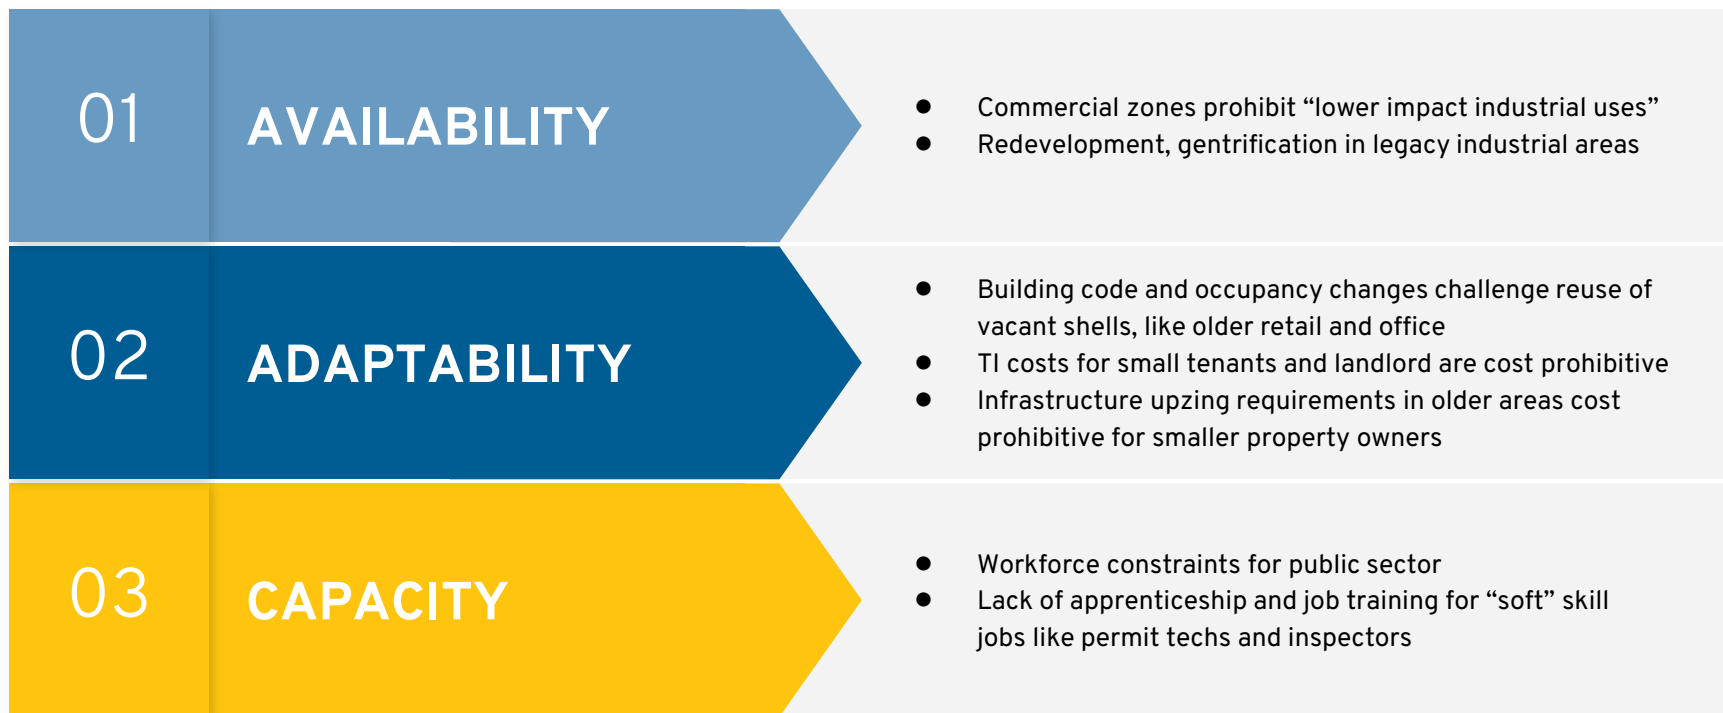 01
AVAILABILITY
● Commercial zones prohibit “lower impact industrial uses”
● Redevelopment, gentrification in legacy industrial areas
02
ADAPTABILITY
● Building code and occupancy changes challenge reuse of
vacant shells, like older retail and office
● TI costs for small tenants and landlord are cost prohibitive
● Infrastructure upzing requirements in older areas cost
prohibitive for smaller property owners
03
CAPACITY
● Workforce constraints for public sector
● Lack of apprenticeship and job training for “soft” skill
jobs like permit techs and inspectors